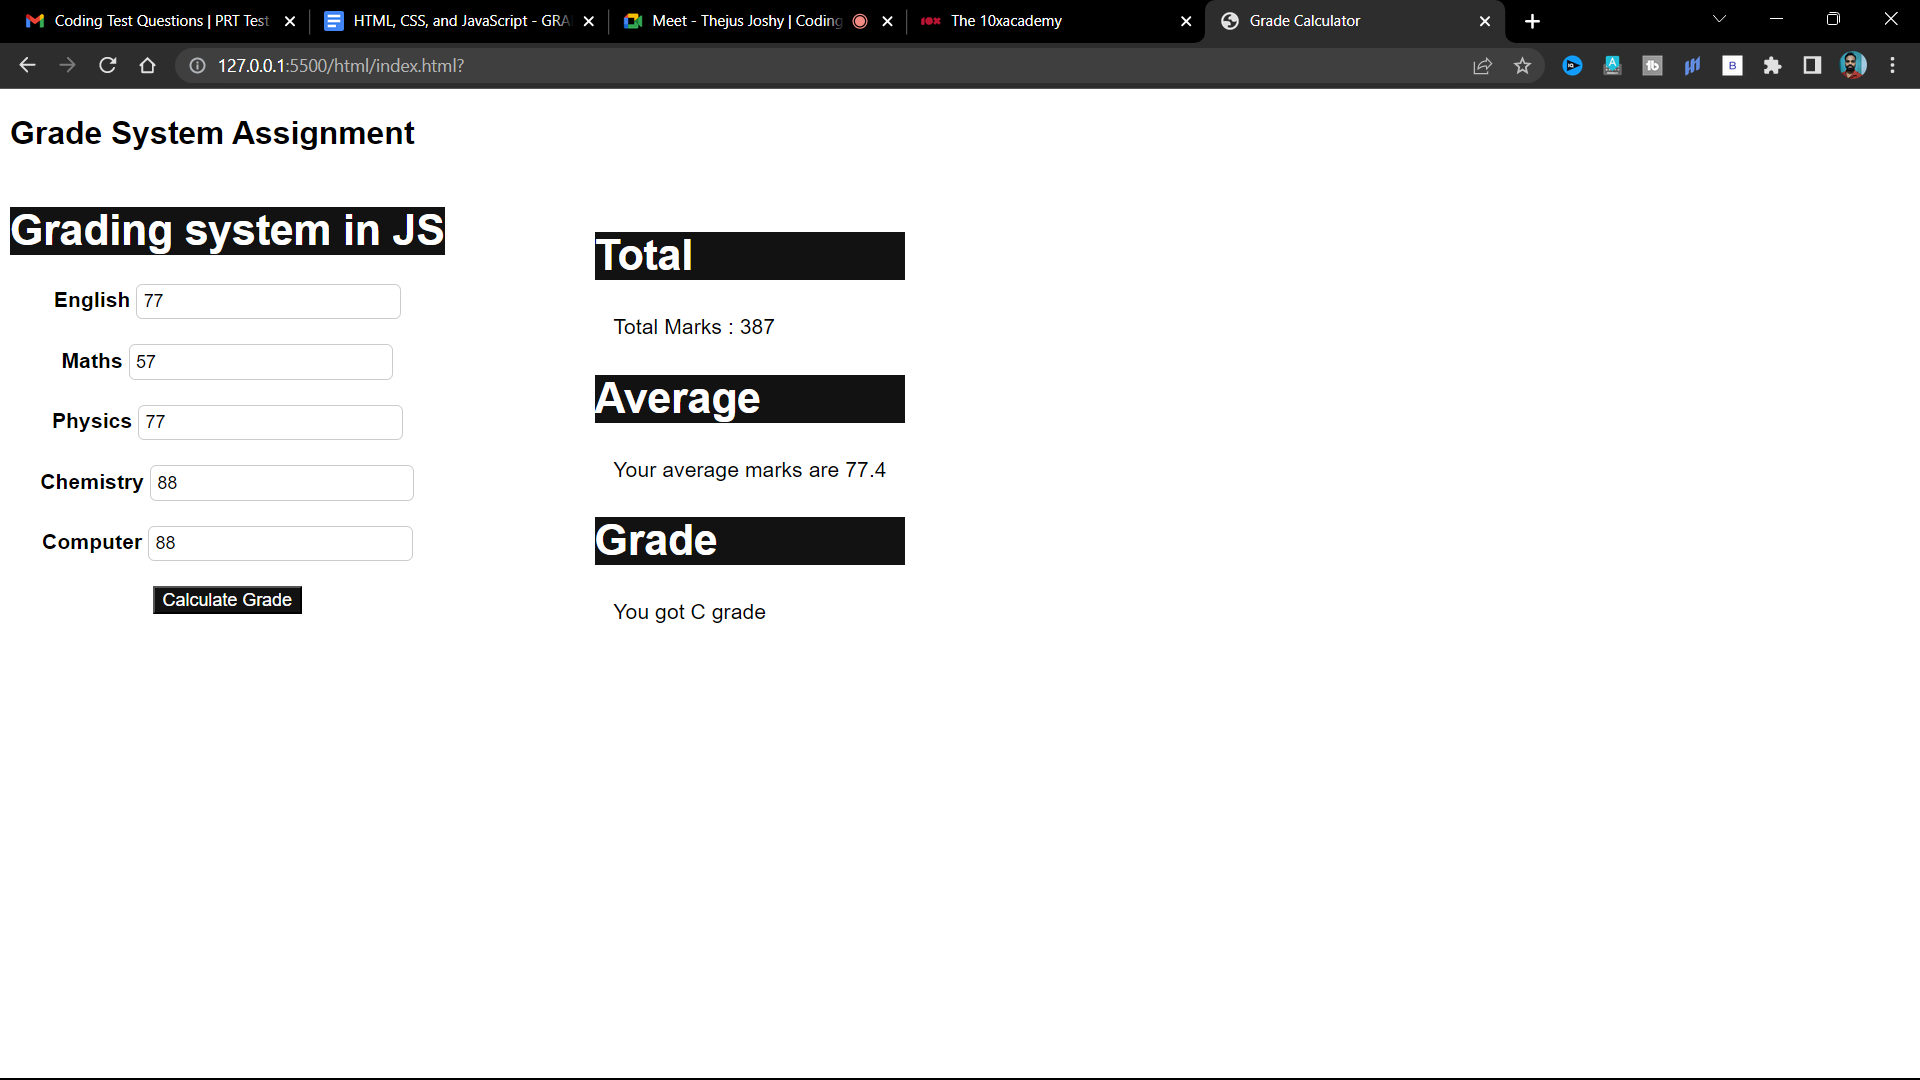 Coding Test Questions | PRT Test
HTML, CSS, and JavaScript - GRA
Meet - Thejus Joshy | Coding
10X The 10xacademy
Grade Calculator
127.0.0.1:5500/html/index.html?
Grade System Assignment
Grading system in JS
English 77
Maths 57
Physics 77
Chemistry 88
Computer 88
Calculate Grade
Total
Total Marks : 387
Average
Your average marks are 77.4
Grade
You got C grade